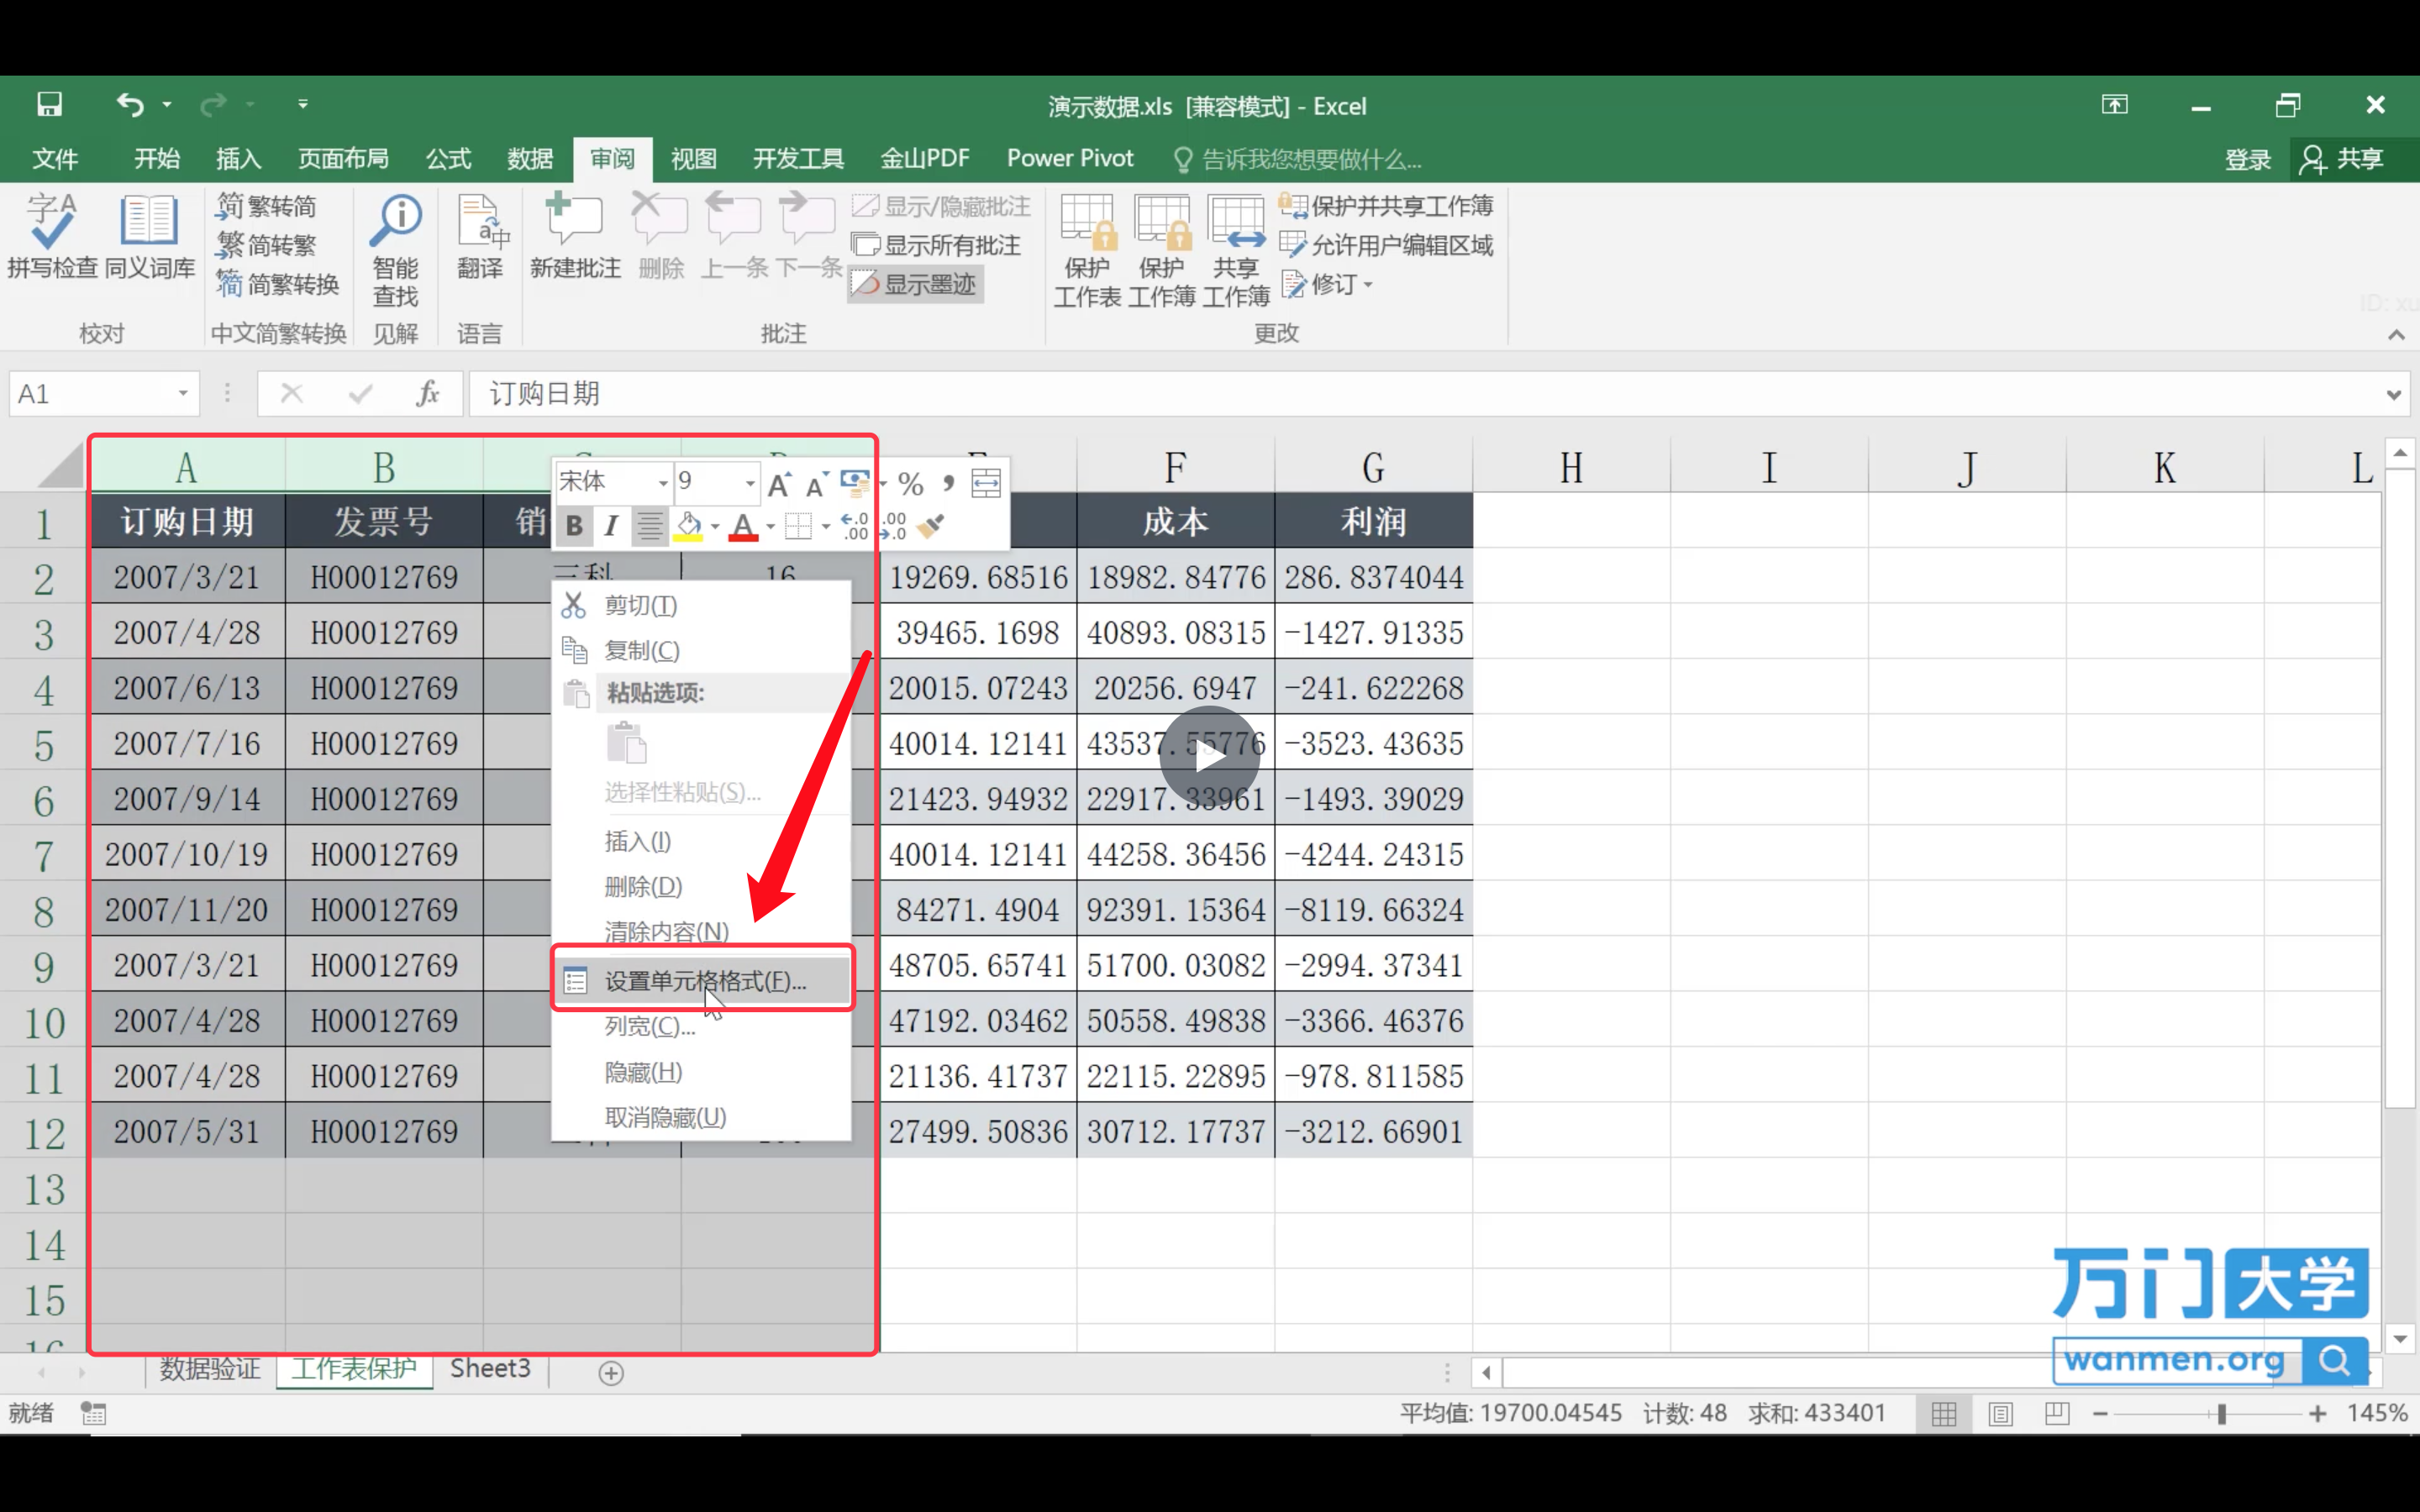 演示数据.xls [兼容模式] - Excel
文件 开始 插入 页面布局 公式 数据 审阅 视图 开发工具 金山PDF Power Pivot 告诉我您想要做什么... 登录 共享
拼写检查 同义词库 繁转简 简转繁 简繁转换 智能查找 翻译 新建批注 删除 上一条 下一条 显示/隐藏批注 显示所有批注 显示墨迹 保护工作表 保护工作簿 共享工作簿 保护并共享工作簿 允许用户编辑区域 修订
校对 中文简繁转换 见解 语言 批注 更改
ID: xu
A1 fx 订购日期
A B F G H I J K L
宋体 9 A A % ,
B I A .00 .00
1 订购日期 发票号 销 成本 利润
2 2007/3/21 H00012769 三科 16 19269.68516 18982.84776 286.8374044
3 2007/4/28 H00012769 39465.1698 40893.08315 -1427.91335
4 2007/6/13 H00012769 20015.07243 20256.6947 -241.622268
5 2007/7/16 H00012769 40014.12141 43537.55776 -3523.43635
6 2007/9/14 H00012769 21423.94932 22917.33961 -1493.39029
7 2007/10/19 H00012769 40014.12141 44258.36456 -4244.24315
8 2007/11/20 H00012769 84271.4904 92391.15364 -8119.66324
9 2007/3/21 H00012769 48705.65741 51700.03082 -2994.37341
10 2007/4/28 H00012769 47192.03462 50558.49838 -3366.46376
11 2007/4/28 H00012769 21136.41737 22115.22895 -978.811585
12 2007/5/31 H00012769 27499.50836 30712.17737 -3212.66901
13
14
15
16
剪切(T)
复制(C)
粘贴选项:
选择性粘贴(S)...
插入(I)
删除(D)
清除内容(N)
设置单元格格式(F)...
列宽(C)...
隐藏(H)
取消隐藏(U)
万门大学
wanmen.org
数据验证 工作表保护 Sheet3
就绪 平均值: 19700.04545 计数: 48 求和: 433401 145%